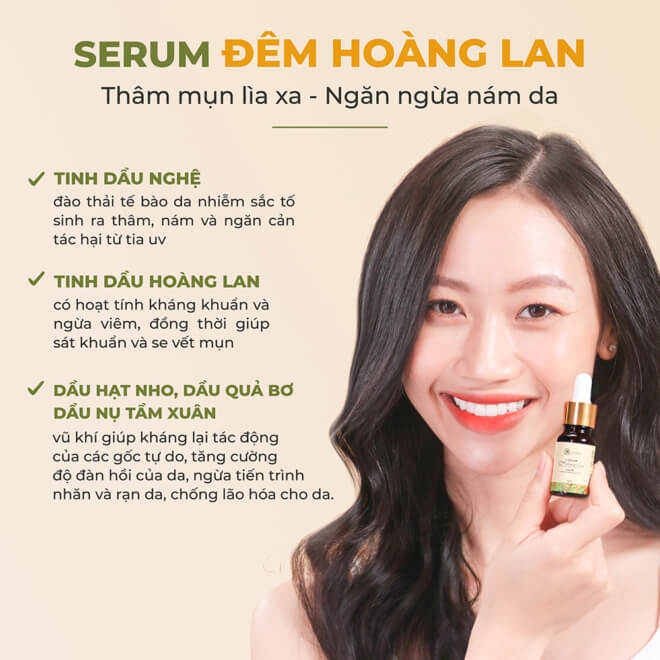 SERUM ĐÊM HOÀNG LAN
Thâm mụn lìa xa - Ngăn ngừa nám da
TINH DẦU NGHỆ
đào thải tế bào da nhiễm sắc tố
sinh ra thâm, nám và ngăn cản
tác hại từ tia uv
TINH DẦU HOÀNG LAN
có hoạt tính kháng khuẩn và
ngừa viêm, đồng thời giúp
sát khuẩn và se vết mụn
DẦU HẠT NHO, DẦU QUẢ BƠ
DẦU NỤ TẦM XUÂN
vũ khí giúp kháng lại tác động
của các gốc tự do, tăng cường
độ đàn hồi của da, ngừa tiến trình
nhăn và rạn da, chống lão hóa cho da.